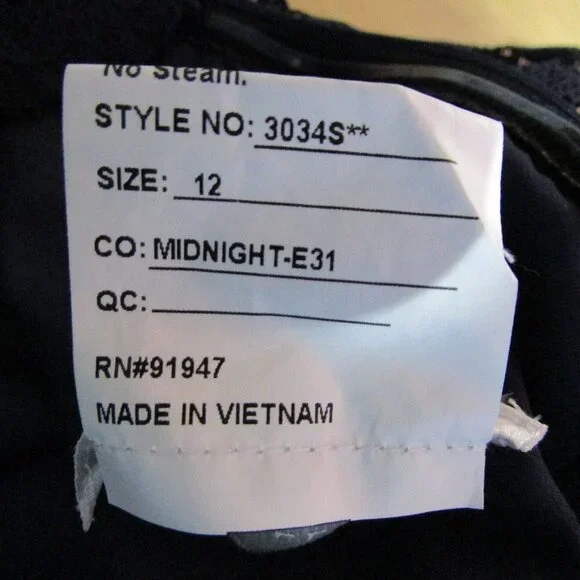 No Steam.
STYLE NO: 3034S**
SIZE: 12
CO: MIDNIGHT-E31
QC:
RN#91947
MADE IN VIETNAM